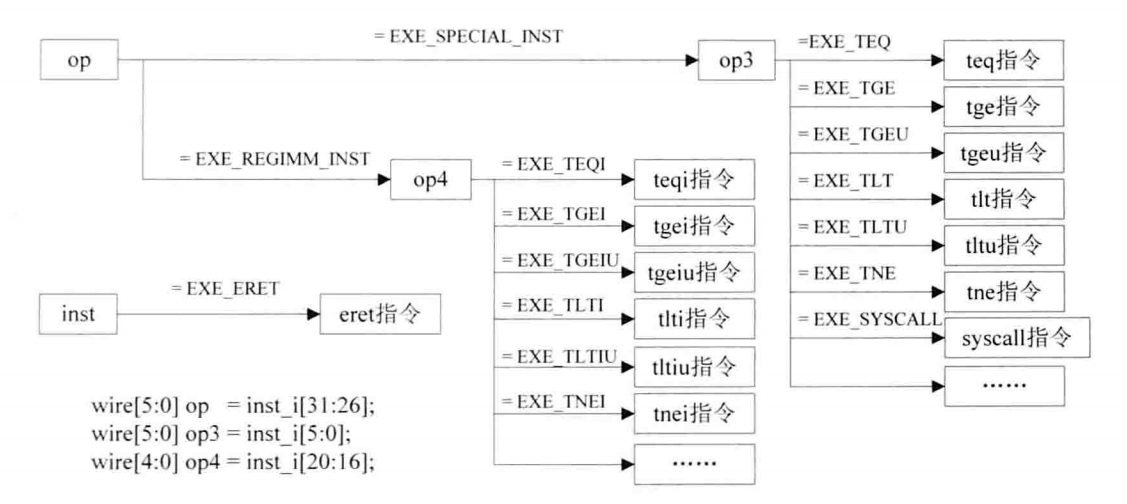 op
= EXE_SPECIAL_INST
op3
=EXE_TEQ
teq指令
= EXE_TGE
tge指令
= EXE_TGEU
tgeu指令
= EXE_TLT
tlt指令
= EXE_TLTU
tltu指令
= EXE_TNE
tne指令
= EXE_SYSCALL
syscall指令
......
= EXE_REGIMM_INST
op4
= EXE_TEQI
teqi指令
= EXE_TGEI
tgei指令
= EXE_TGEIU
tgeiu指令
= EXE_TLTI
tlti指令
= EXE_TLTIU
tltiu指令
= EXE_TNEI
tnei指令
......
inst
= EXE_ERET
eret指令
wire[5:0] op = inst_i[31:26];
wire[5:0] op3 = inst_i[5:0];
wire[4:0] op4 = inst_i[20:16];